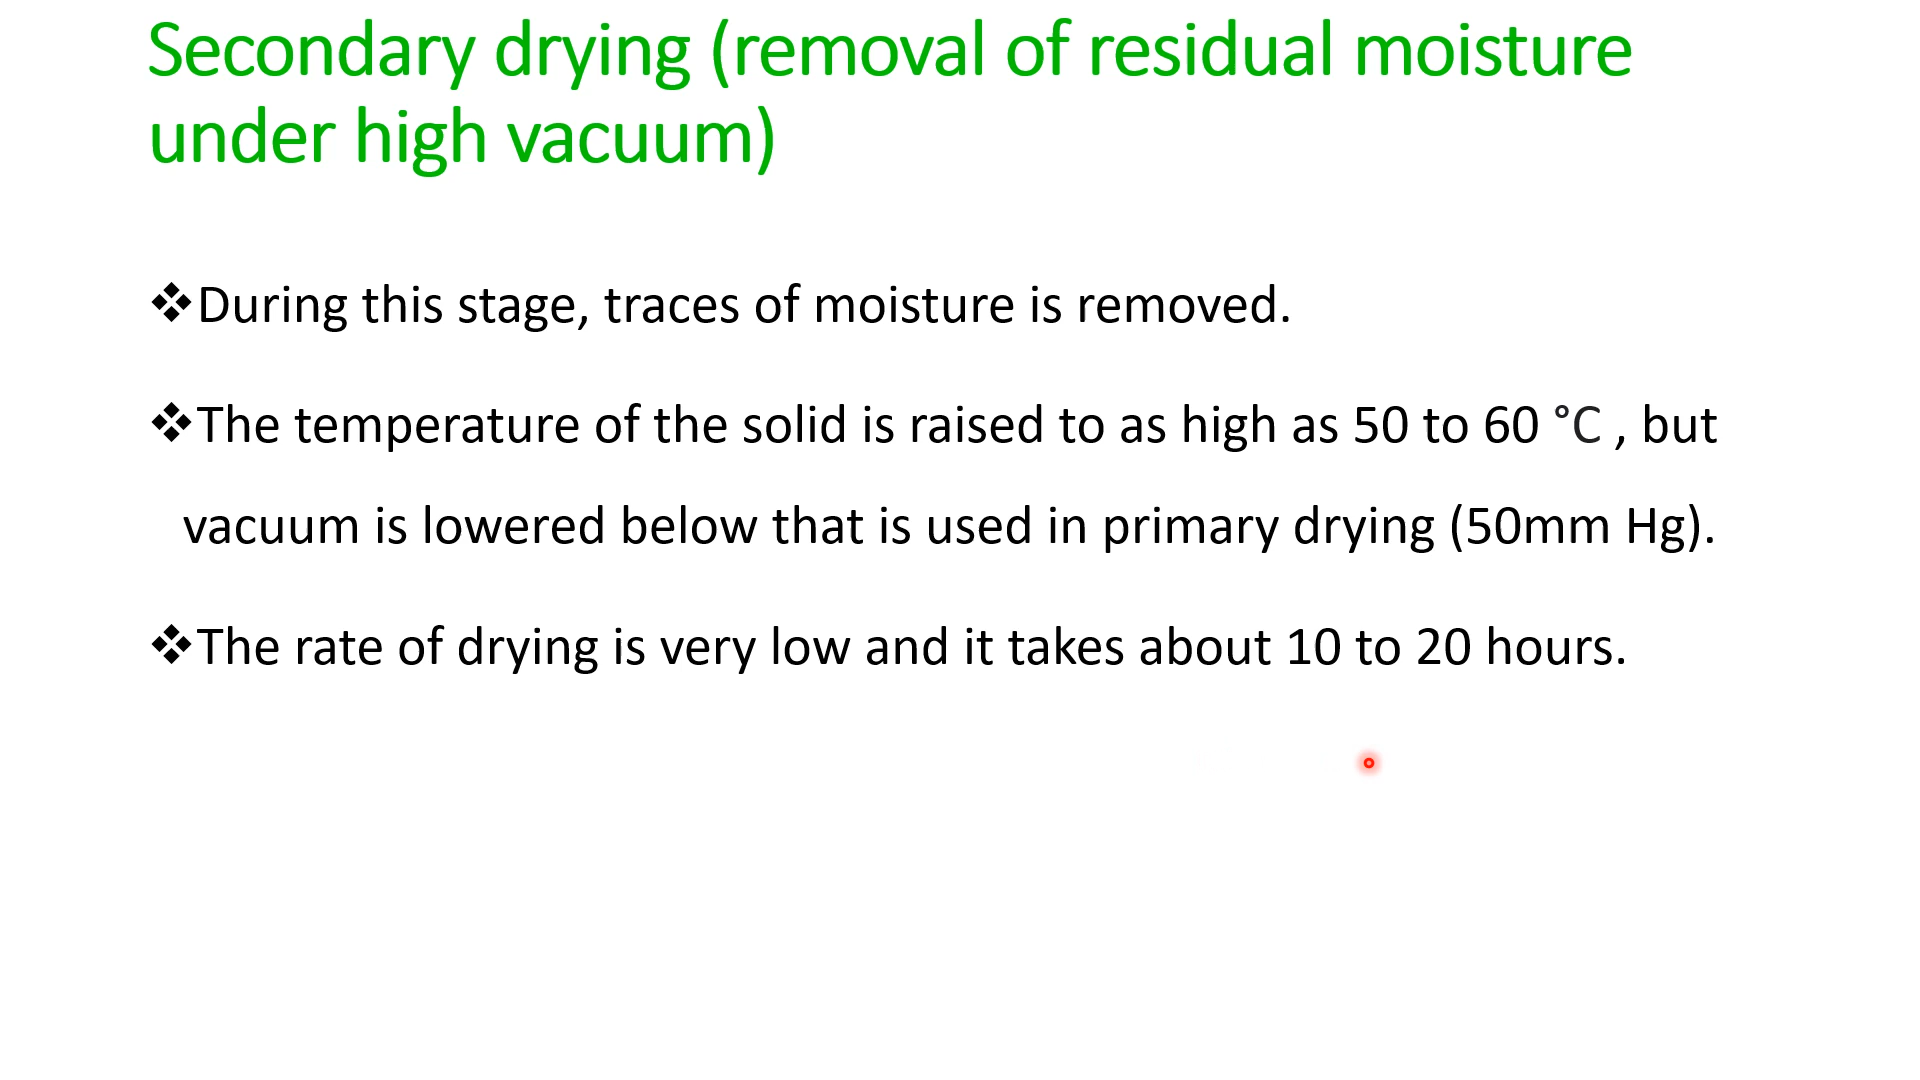 Secondary drying (removal of residual moisture
under high vacuum)
❖During this stage, traces of moisture is removed.
❖The temperature of the solid is raised to as high as 50 to 60 °C , but
vacuum is lowered below that is used in primary drying (50mm Hg).
❖The rate of drying is very low and it takes about 10 to 20 hours.